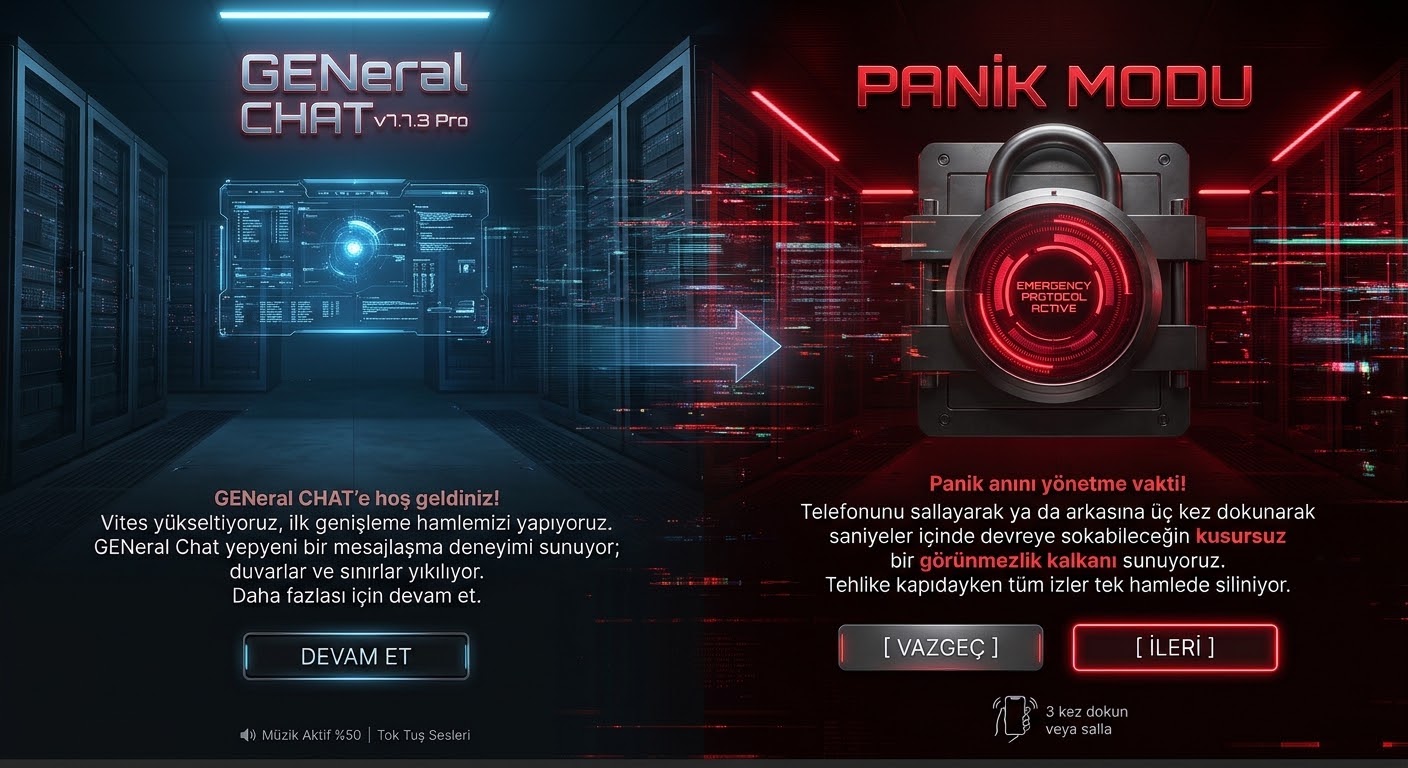 GENeral
CHAT v7.7.3 Pro
GENeral CHAT'e hoş geldiniz!
Vites yükseltiyoruz, ilk genişleme hamlemizi yapıyoruz.
GENeral Chat yepyeni bir mesajlaşma deneyimi sunuyor;
duvarlar ve sınırlar yıkılıyor.
Daha fazlası için devam et.
DEVAM ET
Müzik Aktif %50 | Tok Tuş Sesleri
PANİK MODU
EMERGENCY
PRGTOCOL
ACTIVE
Panik anını yönetme vakti!
Telefonunu sallayarak ya da arkasına üç kez dokunarak
saniyeler içinde devreye sokabileceğin kusursuz
bir görünmezlik kalkanı sunuyoruz.
Tehlike kapıdayken tüm izler tek hamlede siliniyor.
[ VAZGEÇ ]
[ İLERİ ]
3 kez dokun
veya salla